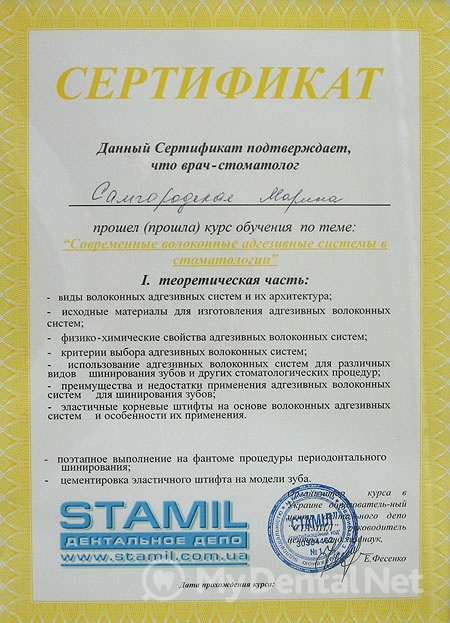 СЕРТИФИКАТ
Данный Сертификат подтверждает,
что врач-стоматолог
Самгородская Марина
прошел (прошла) курс обучения по теме:
“Современные волоконные адгезивные системы в
стоматологии”
I. теоретическая часть:
- виды волоконных адгезивных систем и их архитектура;
- исходные материалы для изготовления адгезивных волоконных
систем;
- физико-химические свойства адгезивных волоконных систем;
- критерии выбора адгезивных волоконных систем;
- использование адгезивных волоконных систем для различных
видов шинирования зубов и других стоматологических процедур;
- преимущества и недостатки применения адгезивных волоконных
систем для шинирования зубов;
- эластичные корневые штифты на основе волоконных адгезивных
систем и особенности их применения.
- поэтапное выполнение на фантоме процедуры периодонтального
шинирования;
- цементировка эластичного штифта на модели зуба.
Организатор курса в
Украине образователь-ный
STAMIL
ДЕНТАЛЬНОЕ ДЕПО
www.stamil.com.ua
"СТАМІЛ"
руководитель
Е.Фесенко
MyDentalNet
Дата прохождения курса: